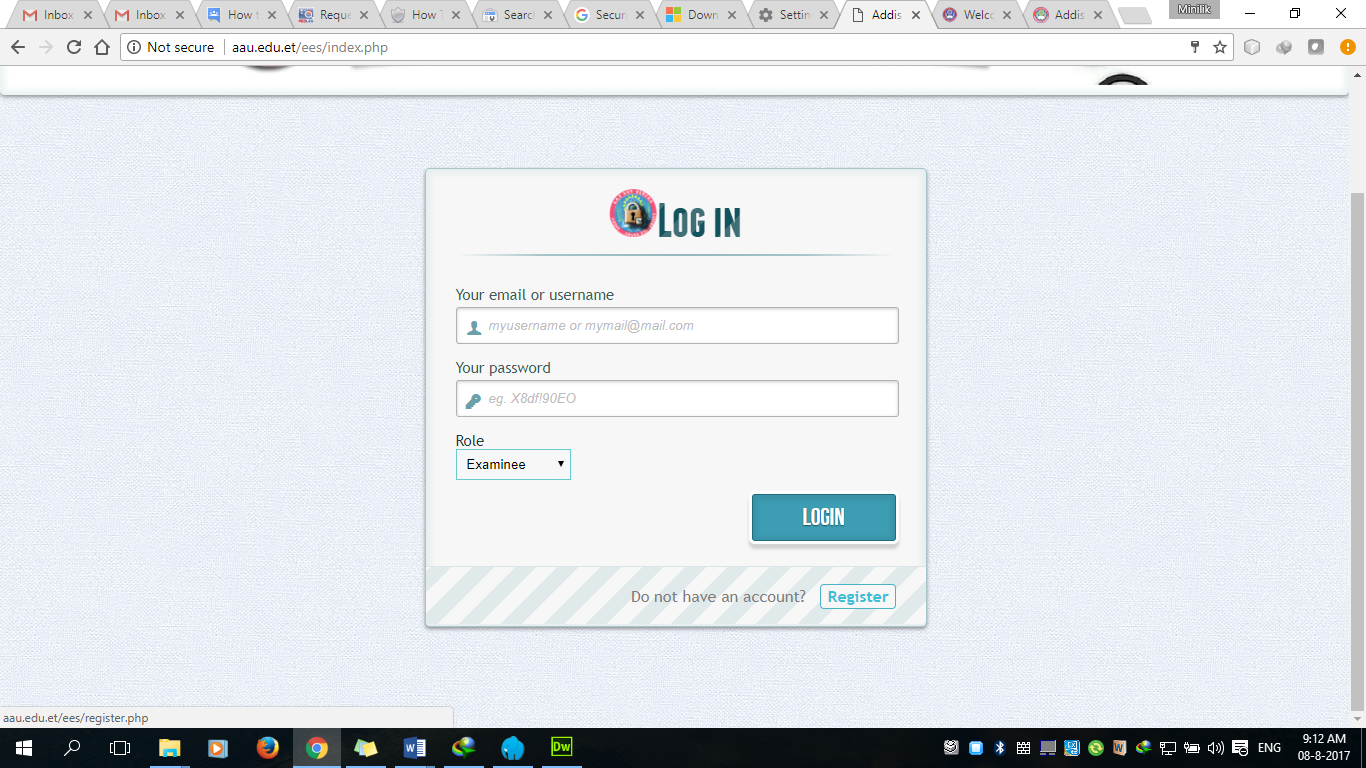 Inbox
Inbox
How t
Reque
How T
Searc
Secur
Down
Settin
Addis
Welco
Addis
Minilik
Not secure
aau.edu.et/ees/index.php
LOG IN
Your email or username
myusername or mymail@mail.com
Your password
eg. X8df!90EO
Role
Examinee
LOGIN
Do not have an account? Register
aau.edu.et/ees/register.php
Dw
ENG
9:12 AM
08-8-2017